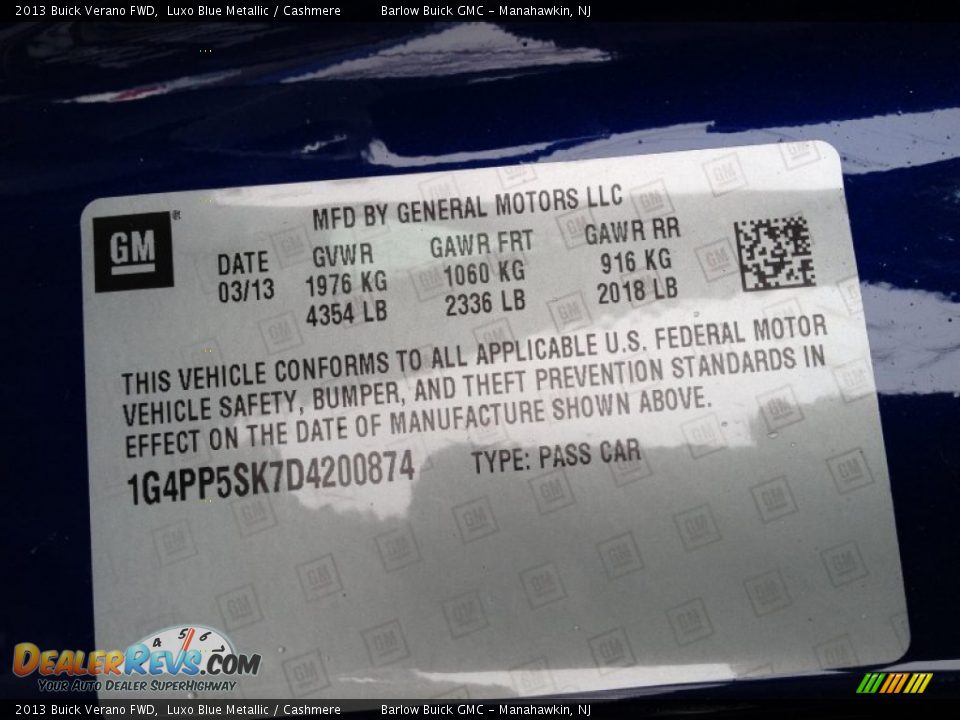 2013 Buick Verano FWD, Luxo Blue Metallic / Cashmere Barlow Buick GMC - Manahawkin, NJ
GM ®
MFD BY GENERAL MOTORS LLC
DATE GVWR GAWR FRT GAWR RR
03/13 1976 KG 1060 KG 916 KG
4354 LB 2336 LB 2018 LB
THIS VEHICLE CONFORMS TO ALL APPLICABLE U.S. FEDERAL MOTOR
VEHICLE SAFETY, BUMPER, AND THEFT PREVENTION STANDARDS IN
EFFECT ON THE DATE OF MANUFACTURE SHOWN ABOVE.
1G4PP5SK7D4200874 TYPE: PASS CAR
4 5 6
DEALERREVS.COM
YOUR AUTO DEALER SUPERHIGHWAY
2013 Buick Verano FWD, Luxo Blue Metallic / Cashmere Barlow Buick GMC - Manahawkin, NJ